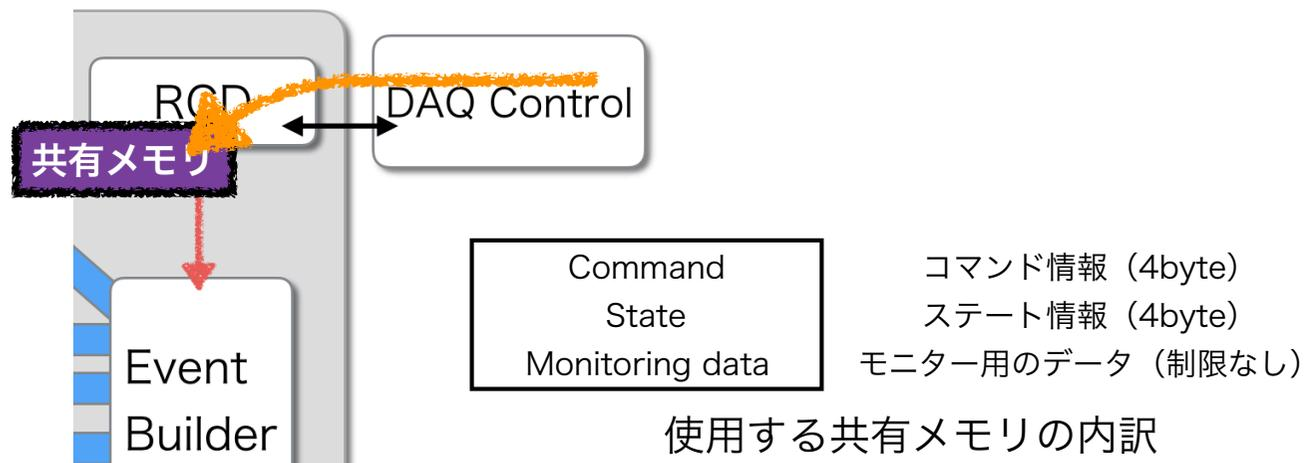 RCD
DAQ Control
共有メモリ
Command
State
Monitoring data
コマンド情報（4byte）
ステート情報（4byte）
モニター用のデータ（制限なし）
使用する共有メモリの内訳
Event
Builder